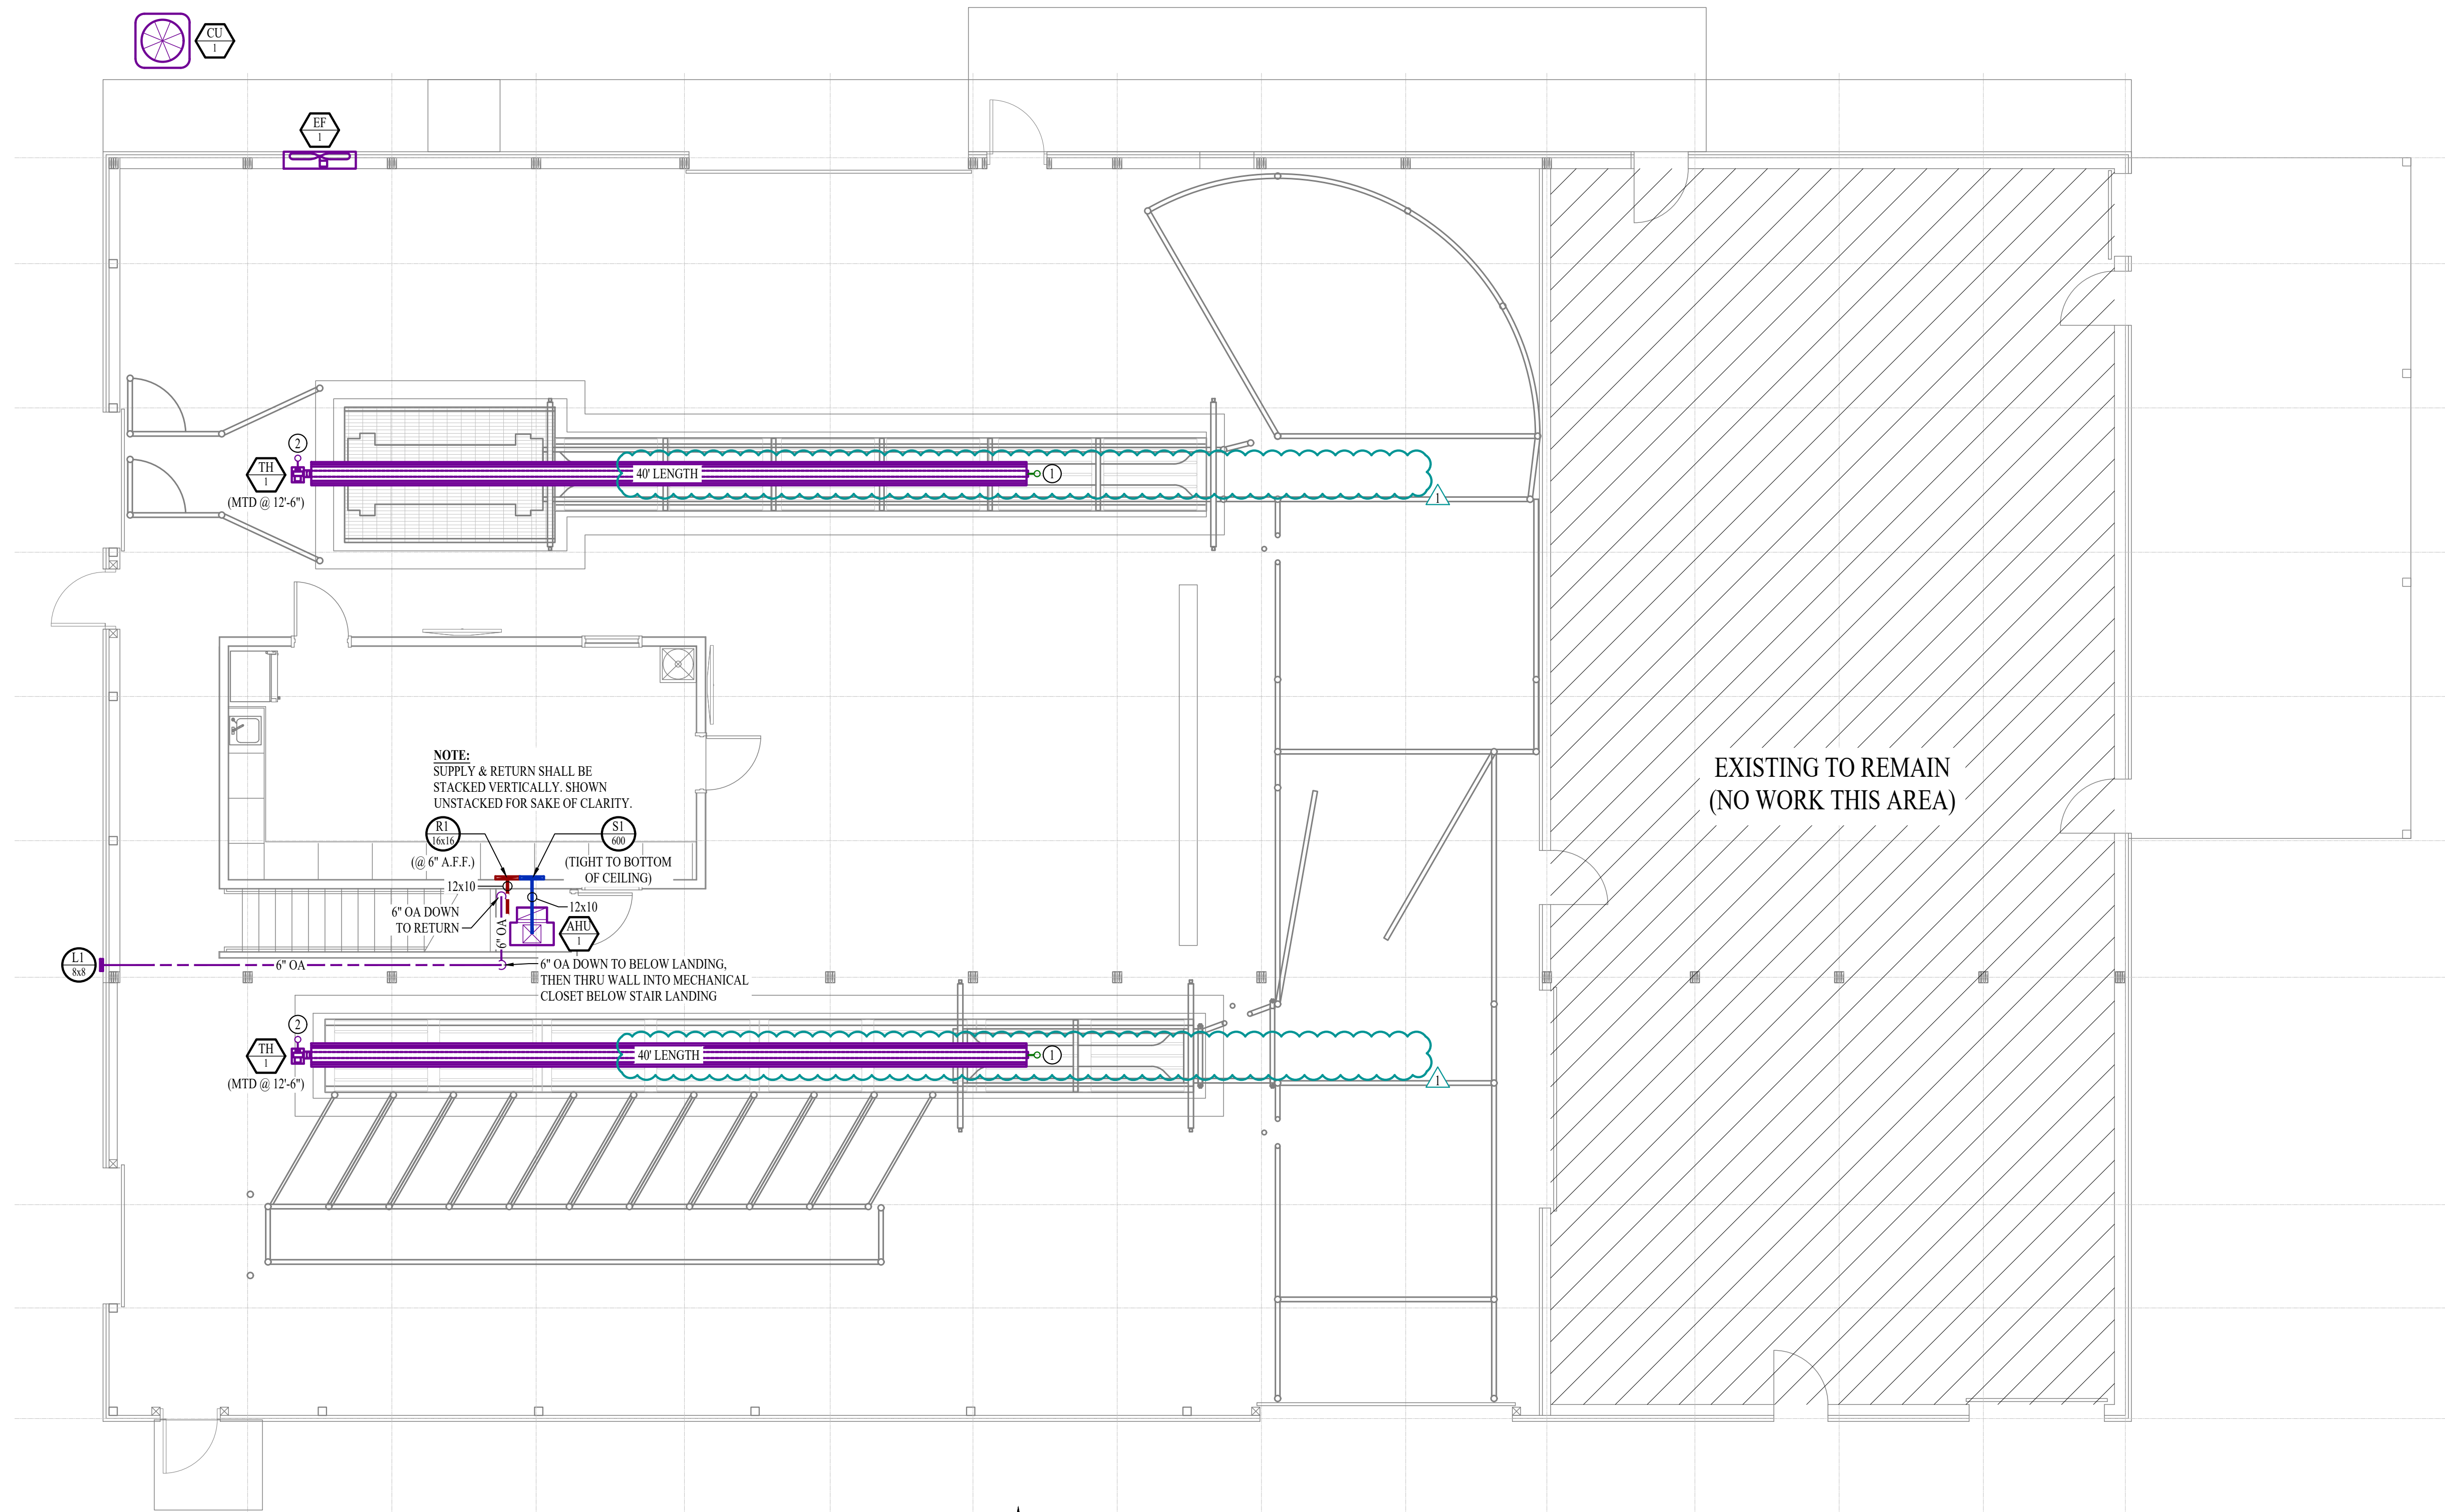 CU
1
EF
1
2
TH
1
(MTD @ 12'-6")
40' LENGTH
1
1
NOTE:
SUPPLY & RETURN SHALL BE
STACKED VERTICALLY. SHOWN
UNSTACKED FOR SAKE OF CLARITY.
R1
16x16
(@ 6" A.F.F.)
S1
600
(TIGHT TO BOTTOM
OF CEILING)
12x10
12x10
6" OA DOWN
TO RETURN
6" OA
AHU
1
L1
8x8
6" OA
6" OA DOWN TO BELOW LANDING,
THEN THRU WALL INTO MECHANICAL
CLOSET BELOW STAIR LANDING
EXISTING TO REMAIN
(NO WORK THIS AREA)
2
TH
1
(MTD @ 12'-6")
40' LENGTH
1
1